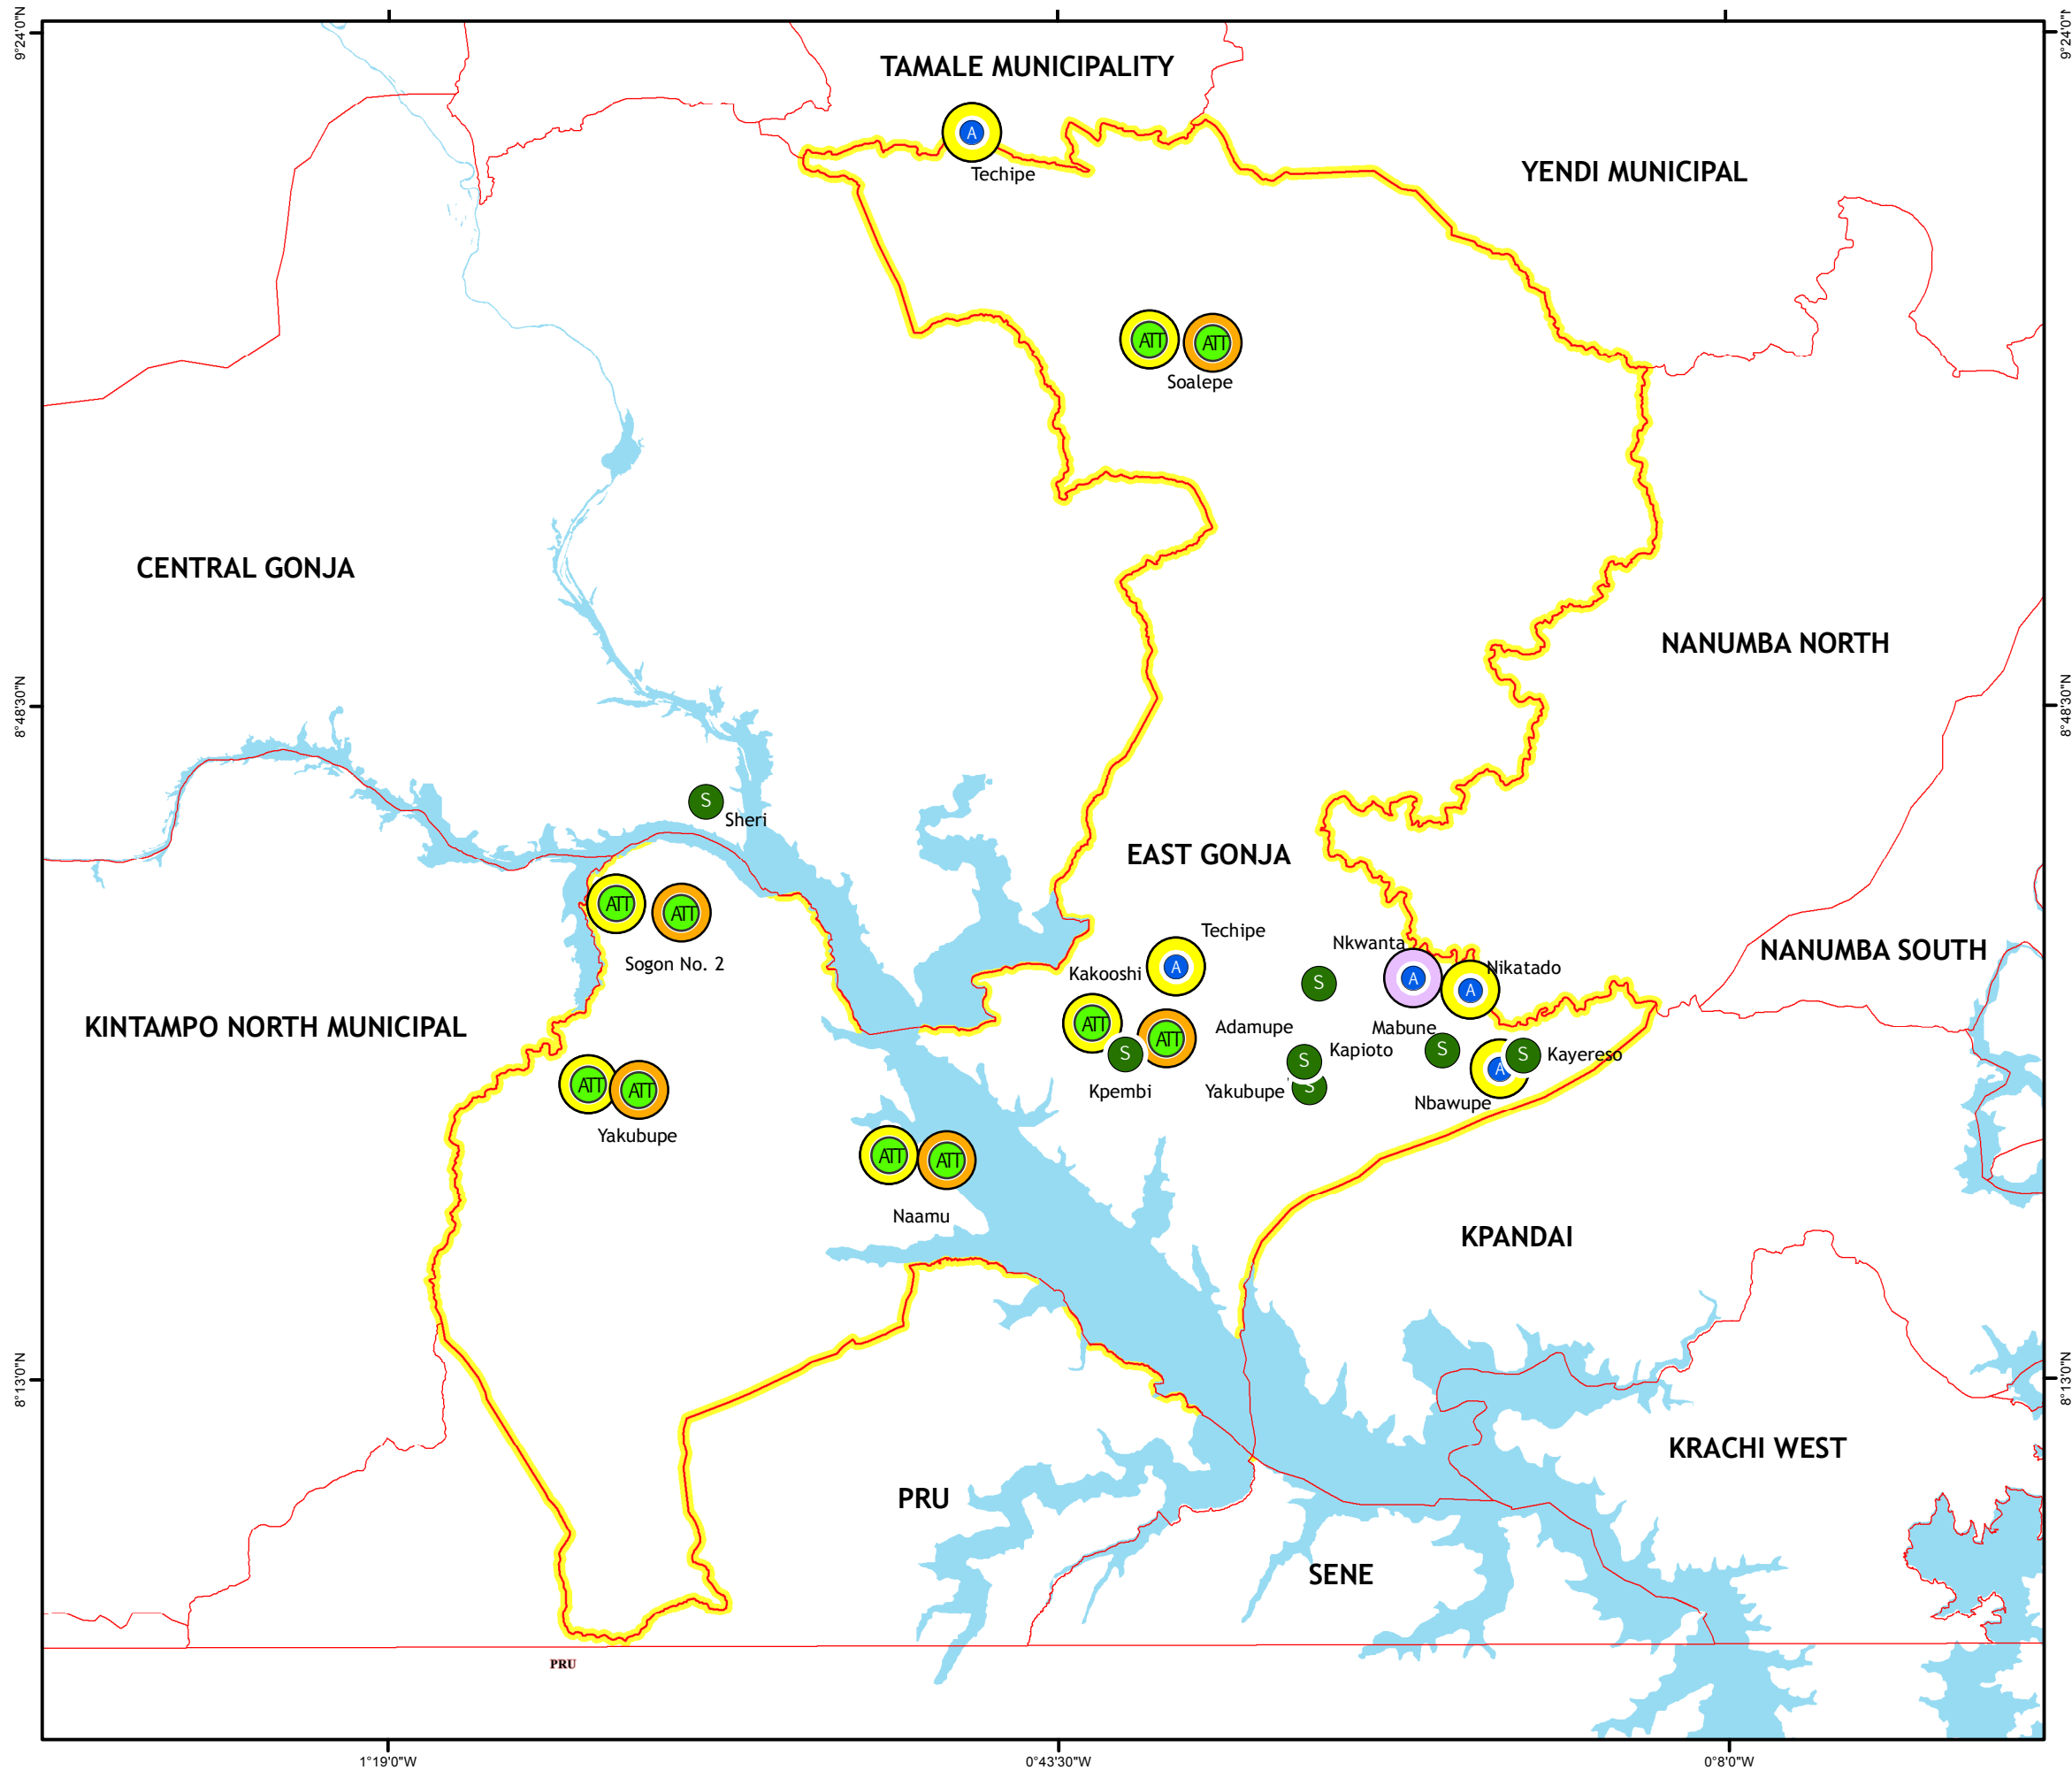 9°24'0"N
9°24'0"N
TAMALE MUNICIPALITY
A
Techipe
YENDI MUNICIPAL
ATT
ATT
Soalepe
CENTRAL GONJA
NANUMBA NORTH
8°48'30"N
8°48'30"N
S
Sheri
EAST GONJA
ATT
ATT
Sogon No. 2
Techipe
Nkwanta
NANUMBA SOUTH
Kakooshi
A
S
A
A
Nikatado
KINTAMPO NORTH MUNICIPAL
ATT
ATT
Adamupe
Mabune
S
Kapioto
S
S
S
Kayereso
A
ATT
ATT
Kpembi
Yakubupe
S
Nbawupe
Yakubupe
ATT
ATT
Naamu
KPANDAI
8°13'0"N
8°13'0"N
KRACHI WEST
PRU
SENE
PRU
1°19'0"W
0°43'30"W
0°8'0"W